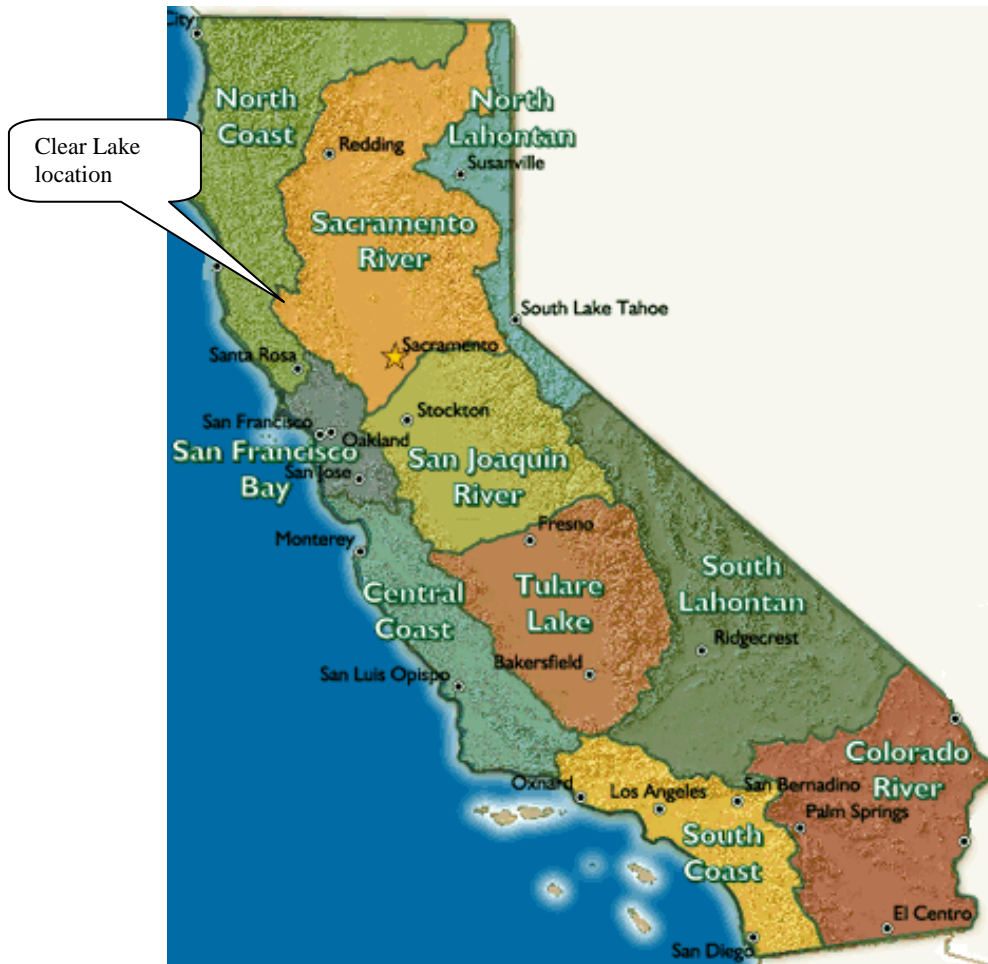 City
North
Coast
North
Lahontan
Clear Lake
location
Redding
Susanville
Sacramento
River
South Lake Tahoe
Sacramento
Santa Rosa
Stockton
San Francisco
Oakland
San Francisco
Bay
San Jose
San Joaquin
River
Monterey
Fresno
Central
Coast
Tulare
Lake
South
Lahontan
Ridgecrest
Bakersfield
San Luis Opispo
Colorado
River
Oxnard
Los Angeles
San Bernadino
Palm Springs
South
Coast
El Centro
San Diego